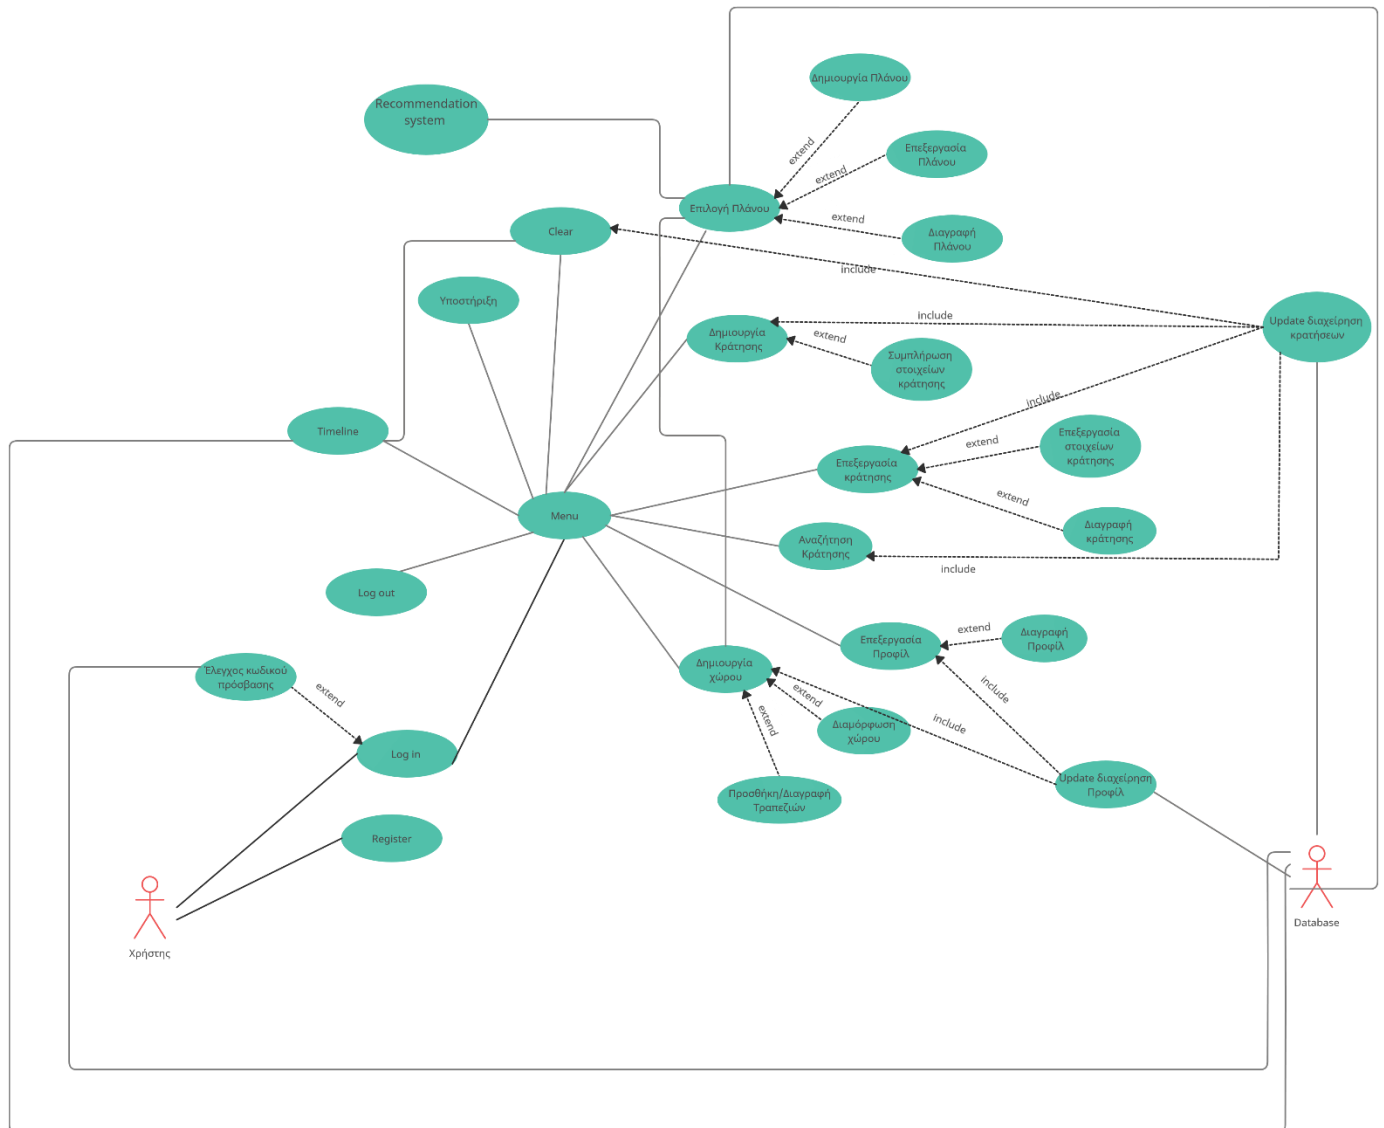 Δημιουργία Πλάνου
Recommendation
system
extend
Επεξεργασία
Πλάνου
extend
Επιλογή Πλάνου
extend
Διαγραφή
Πλάνου
Clear
include
Υποστήριξη
include
Update διαχείρηση
κρατήσεων
Δημιουργία
Κράτησης
extend
Συμπλήρωση
στοιχείων
κράτησης
include
Timeline
Επεξεργασία
στοιχείων
κράτησης
extend
Επεξεργασία
κράτησης
extend
Menu
Διαγραφή
κράτησης
Αναζήτηση
Κράτησης
include
Log out
extend
Διαγραφή
Προφίλ
Επεξεργασία
Προφίλ
Έλεγχος κωδικού
πρόσβασης
extend
Δημιουργία
χώρου
include
extend
extend
Διαμόρφωση
χώρου
include
Log in
Update διαχείρηση
Προφίλ
Προσθήκη/Διαγραφή
Τραπεζιών
Register
Database
Χρήστης